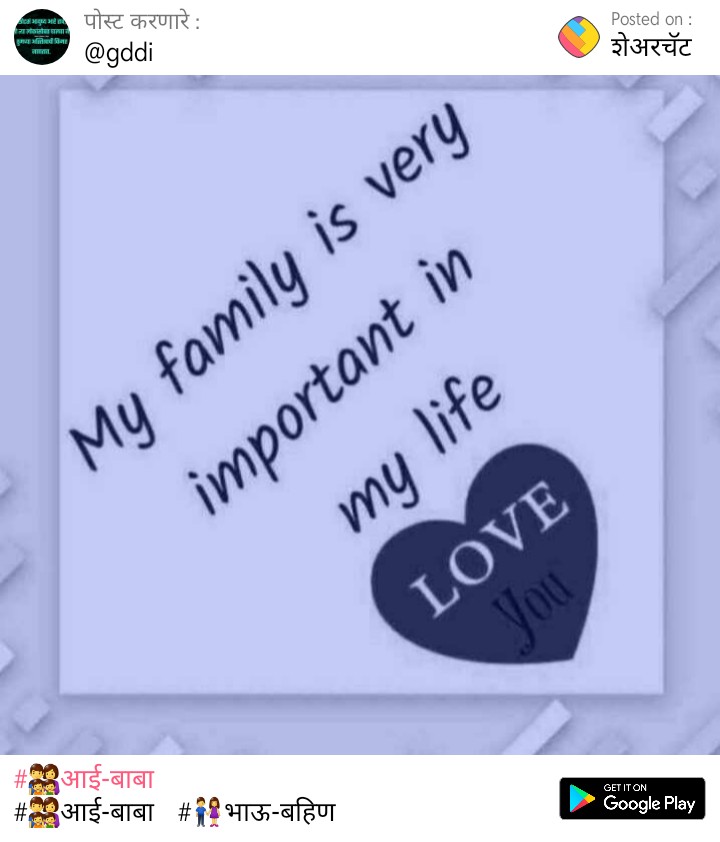 पोस्ट करणारे :
@gddi
Posted on :
शेअरचॅट
My family is very
important in
my life
LOVE
You
#आई-बाबा
#आई-बाबा #भाऊ-बहिण
GET IT ON
Google Play